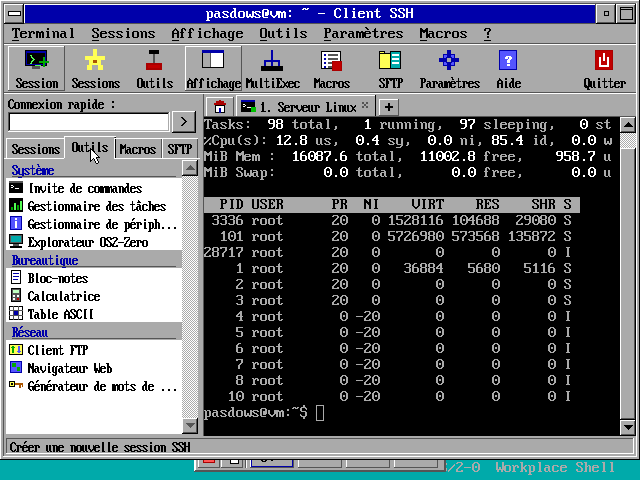 pasdows@vm: ~ - Client SSH
Terminal Sessions Affichage Outils Paramètres Macros ?
Session Sessions Outils Affichage MultiExec Macros SFTP Paramètres Aide Quitter
Connexion rapide :
>
Sessions Outils Macros SFTP
Système
Invite de commandes
Gestionnaire des tâches
Gestionnaire de périph...
Explorateur OS2-Zero
Bureautique
Bloc-notes
Calculatrice
Table ASCII
Réseau
Client FTP
Navigateur Web
Générateur de mots de ...
1. Serveur Linux × +
Tasks: 98 total, 1 running, 97 sleeping, 0 st
%Cpu(s): 12.8 us, 0.4 sy, 0.0 ni, 85.4 id, 0.0 w
MiB Mem : 16087.6 total, 11002.8 free, 958.7 u
MiB Swap: 0.0 total, 0.0 free, 0.0 u
PID USER PR NI VIRT RES SHR S
3336 root 20 0 1528116 104688 29080 S
101 root 20 0 5726980 573568 135872 S
28717 root 20 0 0 0 0 I
1 root 20 0 36884 5680 5116 S
2 root 20 0 0 0 0 S
3 root 20 0 0 0 0 S
4 root 0 -20 0 0 0 I
5 root 0 -20 0 0 0 I
6 root 0 -20 0 0 0 I
7 root 0 -20 0 0 0 I
8 root 0 -20 0 0 0 I
10 root 0 -20 0 0 0 I
pasdows@vm:~$
Créer une nouvelle session SSH
/2-0 Workplace Shell